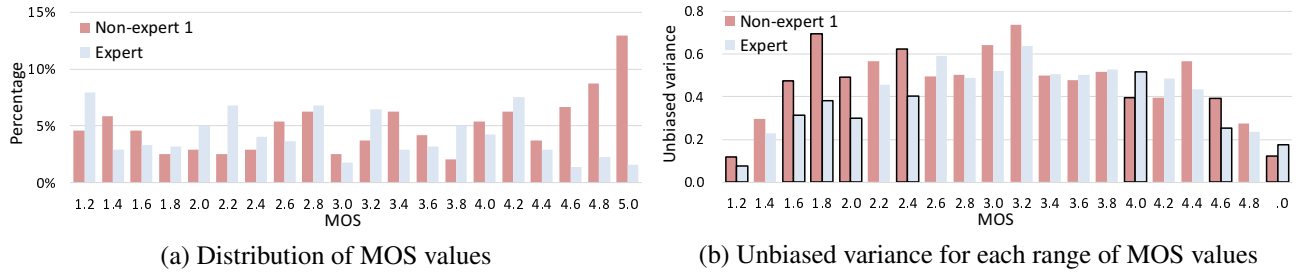 15%
10%
5%
0%
Percentage
Non-expert 1
Expert
1.2 1.4 1.6 1.8 2.0 2.2 2.4 2.6 2.8 3.0 3.2 3.4 3.6 3.8 4.0 4.2 4.4 4.6 4.8 5.0
MOS
(a) Distribution of MOS values
0.8
0.6
0.4
0.2
0.0
Unbiased variance
Non-expert 1
Expert
1.2 1.4 1.6 1.8 2.0 2.2 2.4 2.6 2.8 3.0 3.2 3.4 3.6 3.8 4.0 4.2 4.4 4.6 4.8 .0
MOS
(b) Unbiased variance for each range of MOS values